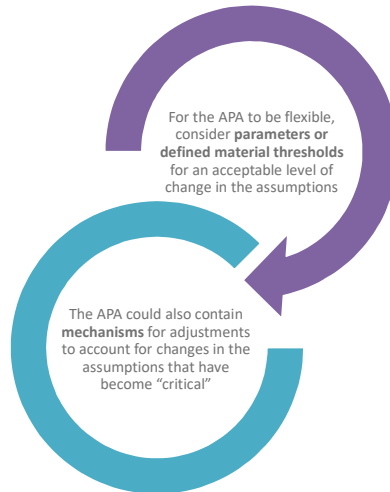 For the APA to be flexible,
consider parameters or
defined material thresholds
for an acceptable level of
change in the assumptions
The APA could also contain
mechanisms for adjustments
to account for changes in the
assumptions that have
become “critical”